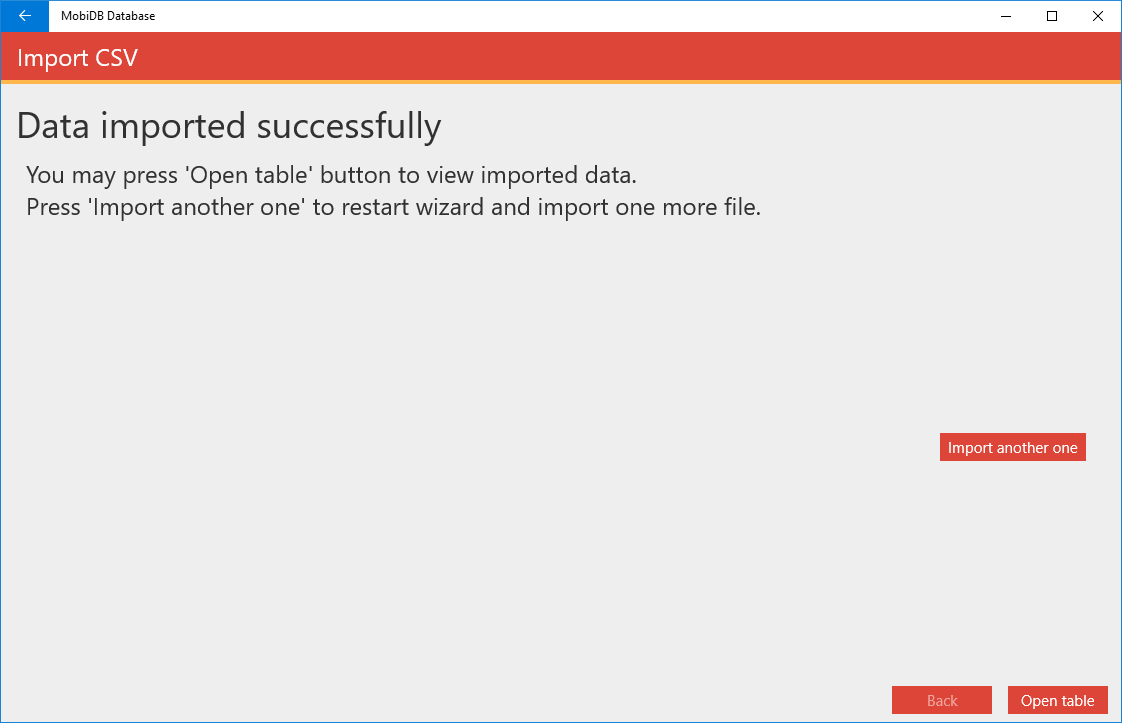 MobiDB Database
Import CSV
Data imported successfully
You may press 'Open table' button to view imported data.
Press 'Import another one' to restart wizard and import one more file.
Import another one
Back
Open table